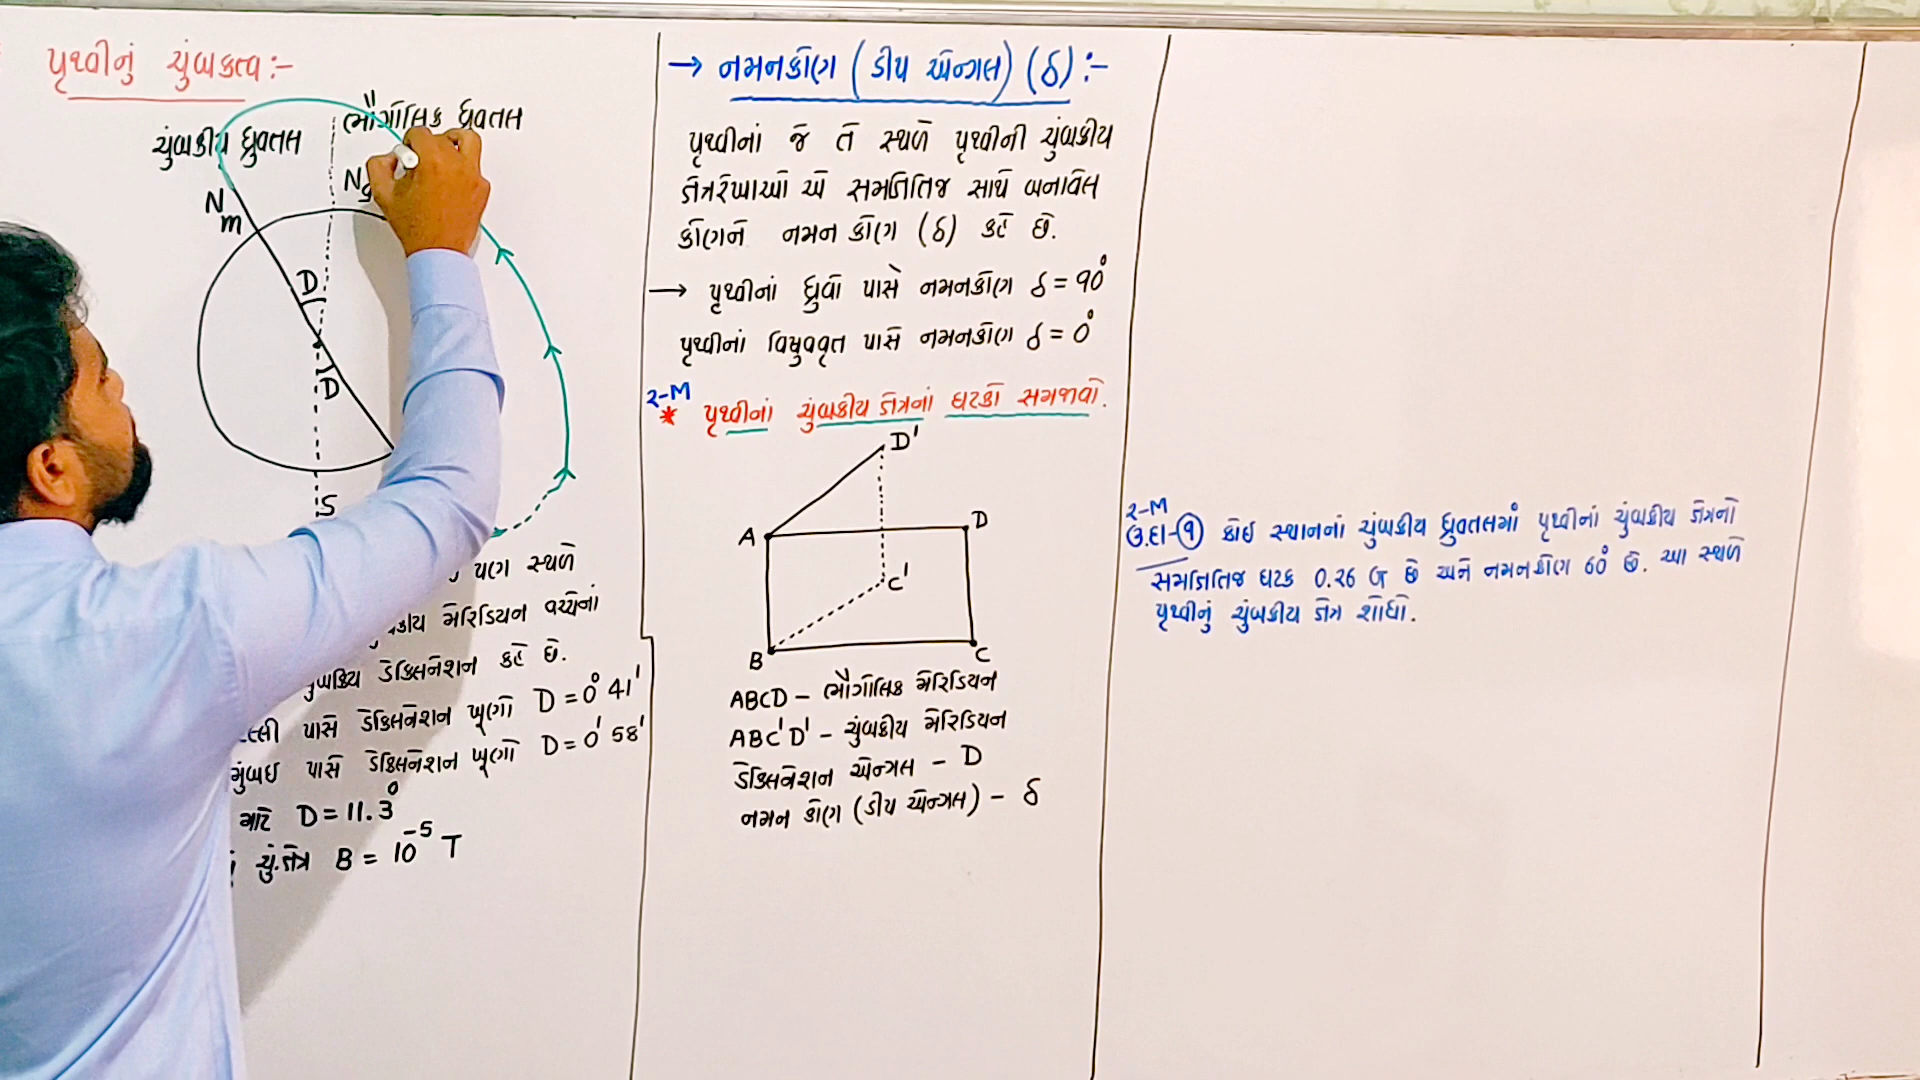 પૃથ્વીનું ચુંબકત્વ:-
ભૌગોલિક ધ્રુવતલ
ચુંબકીય ધ્રુવતલ
Ng
Nm
D
D
S
પણ સ્થળે
મેરિડિયન વચ્ચેનાં
ડેક્લિનેશન કહે છે.
પાસે ડેક્લિનેશન ખૂણો D = 0° 41'
મુંબઇ પાસે ડેક્લિનેશન ખૂણો D = 0' 58'
માટે D = 11.3°
ચું.ક્ષેત્ર B = 10⁻⁵ T
→ નમનકોણ (ડીપ એન્ગલ) (δ):-
પૃથ્વીનાં જે તે સ્થળે પૃથ્વીની ચુંબકીય
ક્ષેત્રરેખાઓ એ સમક્ષિતિજ સાથે બનાવેલ
કોણને નમન કોણ (δ) કહે છે.
→ પૃથ્વીનાં ધ્રુવો પાસે નમનકોણ δ = 90°
પૃથ્વીનાં વિષુવવૃત પાસે નમનકોણ δ = 0°
2-M
* પૃથ્વીનાં ચુંબકીય ક્ષેત્રનાં ઘટકો સમજાવો.
D'
A
D
C'
B
C
ABCD – ભૌગોલિક મેરિડિયન
ABC'D' – ચુંબકીય મેરિડિયન
ડેક્લિનેશન એન્ગલ – D
નમન કોણ (ડીપ એન્ગલ) – δ
2-M
ઉ.દા-① કોઈ સ્થાનનાં ચુંબકીય ધ્રુવતલમાં પૃથ્વીનાં ચુંબકીય ક્ષેત્રનો
સમક્ષિતિજ ઘટક 0.26 G છે અને નમનકોણ 60° છે. આ સ્થળે
પૃથ્વીનું ચુંબકીય ક્ષેત્ર શોધો.